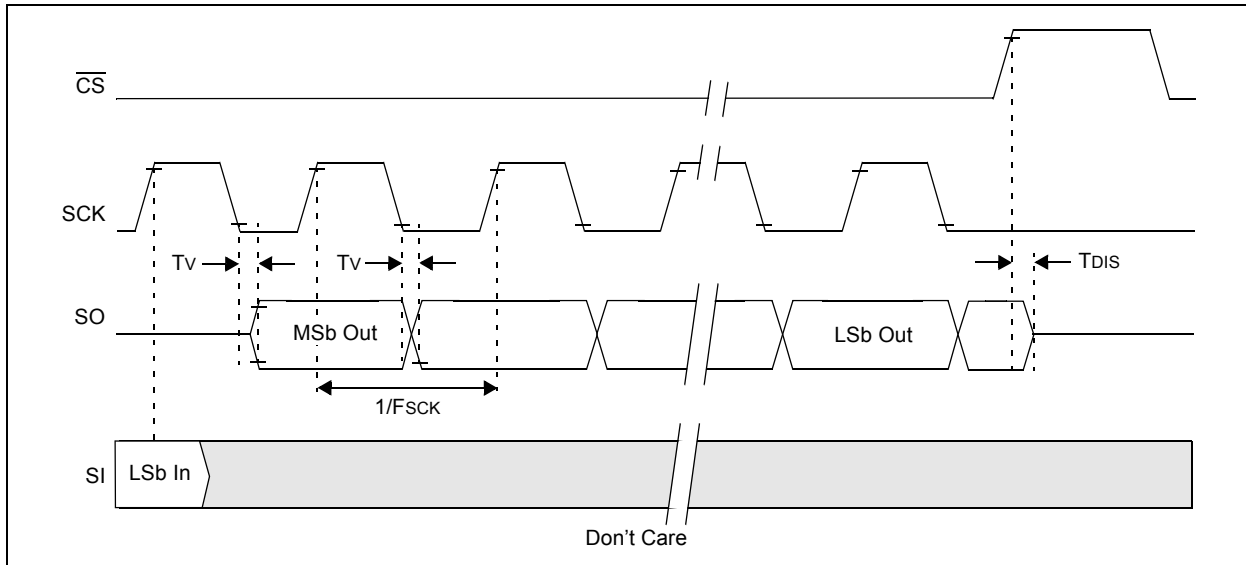 CS
SCK
TV TV TDIS
SO MSb Out LSb Out
1/FSCK
SI LSb In
Don't Care